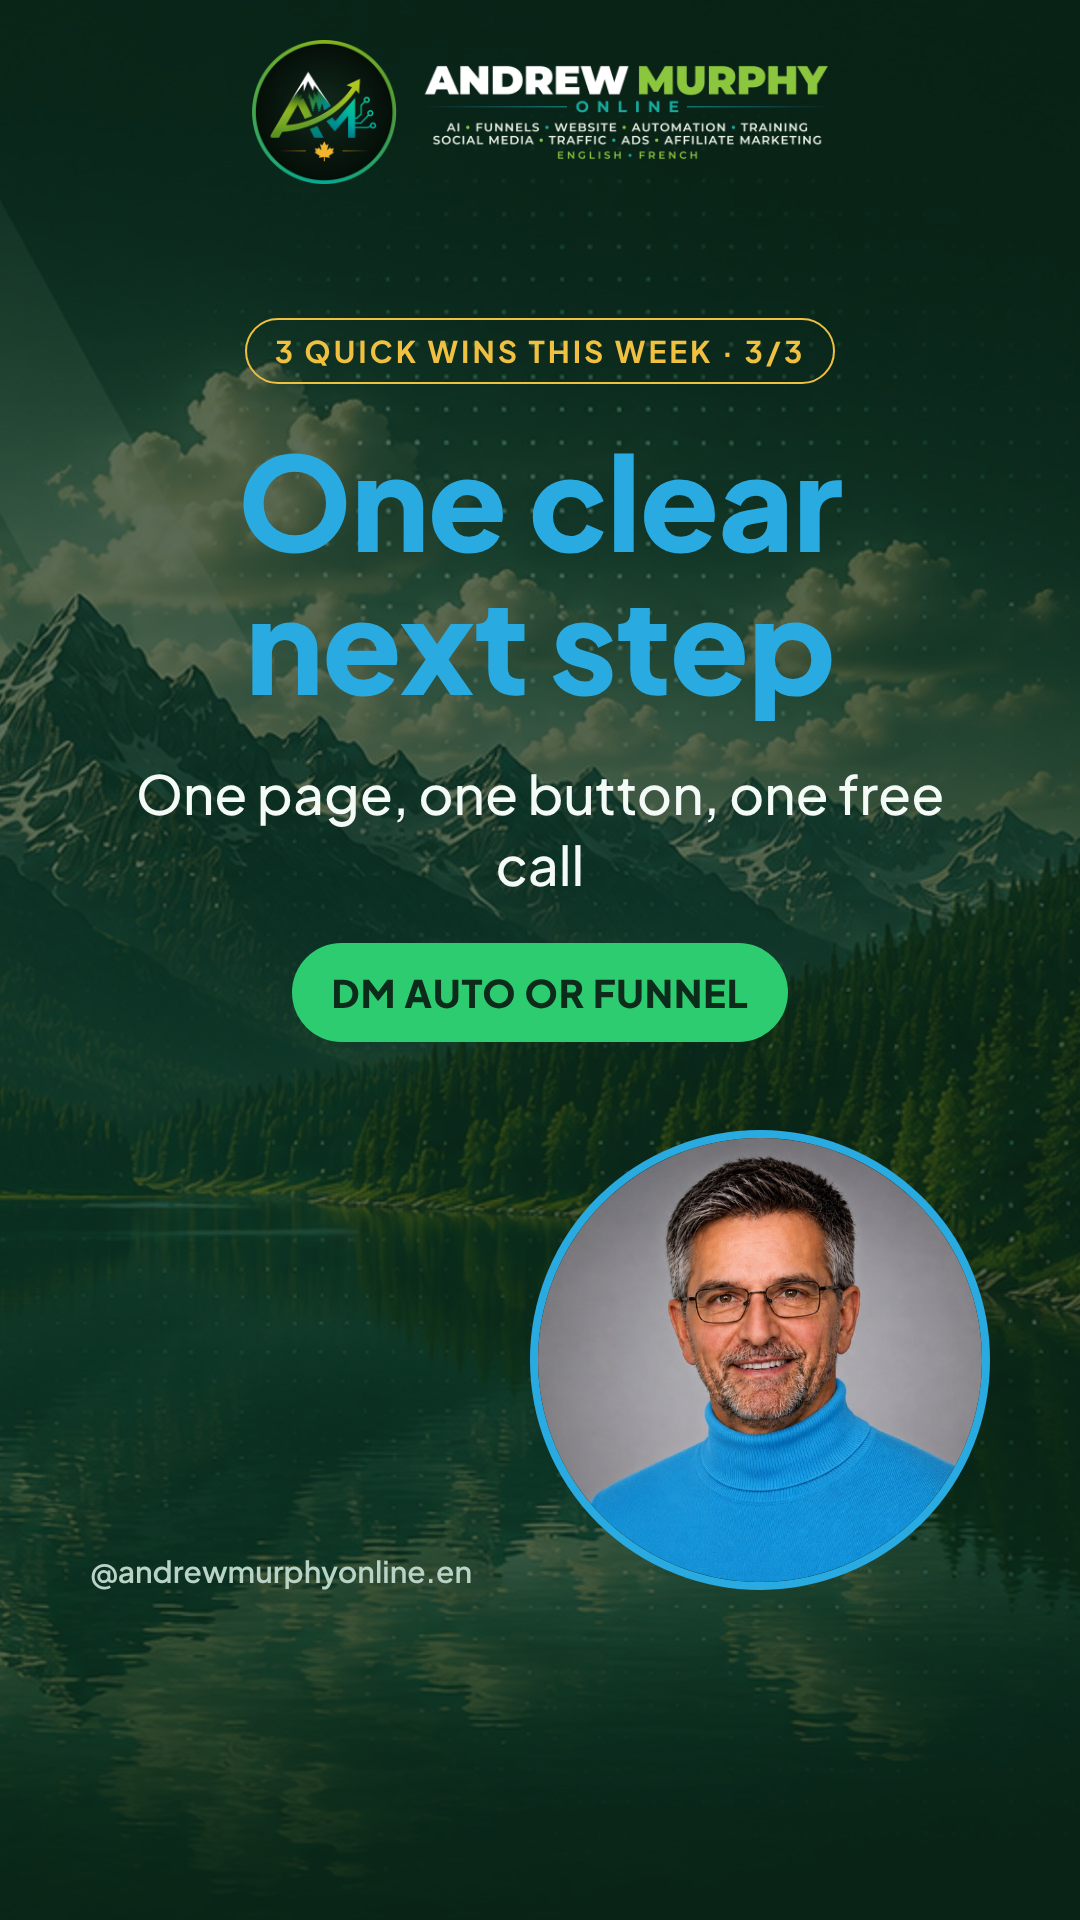 AM
ANDREW MURPHY
ONLINE
AI • FUNNELS • WEBSITE • AUTOMATION • TRAINING
SOCIAL MEDIA • TRAFFIC • ADS • AFFILIATE MARKETING
ENGLISH • FRENCH
3 QUICK WINS THIS WEEK · 3/3
One clear
next step
One page, one button, one free
call
DM AUTO OR FUNNEL
@andrewmurphyonline.en